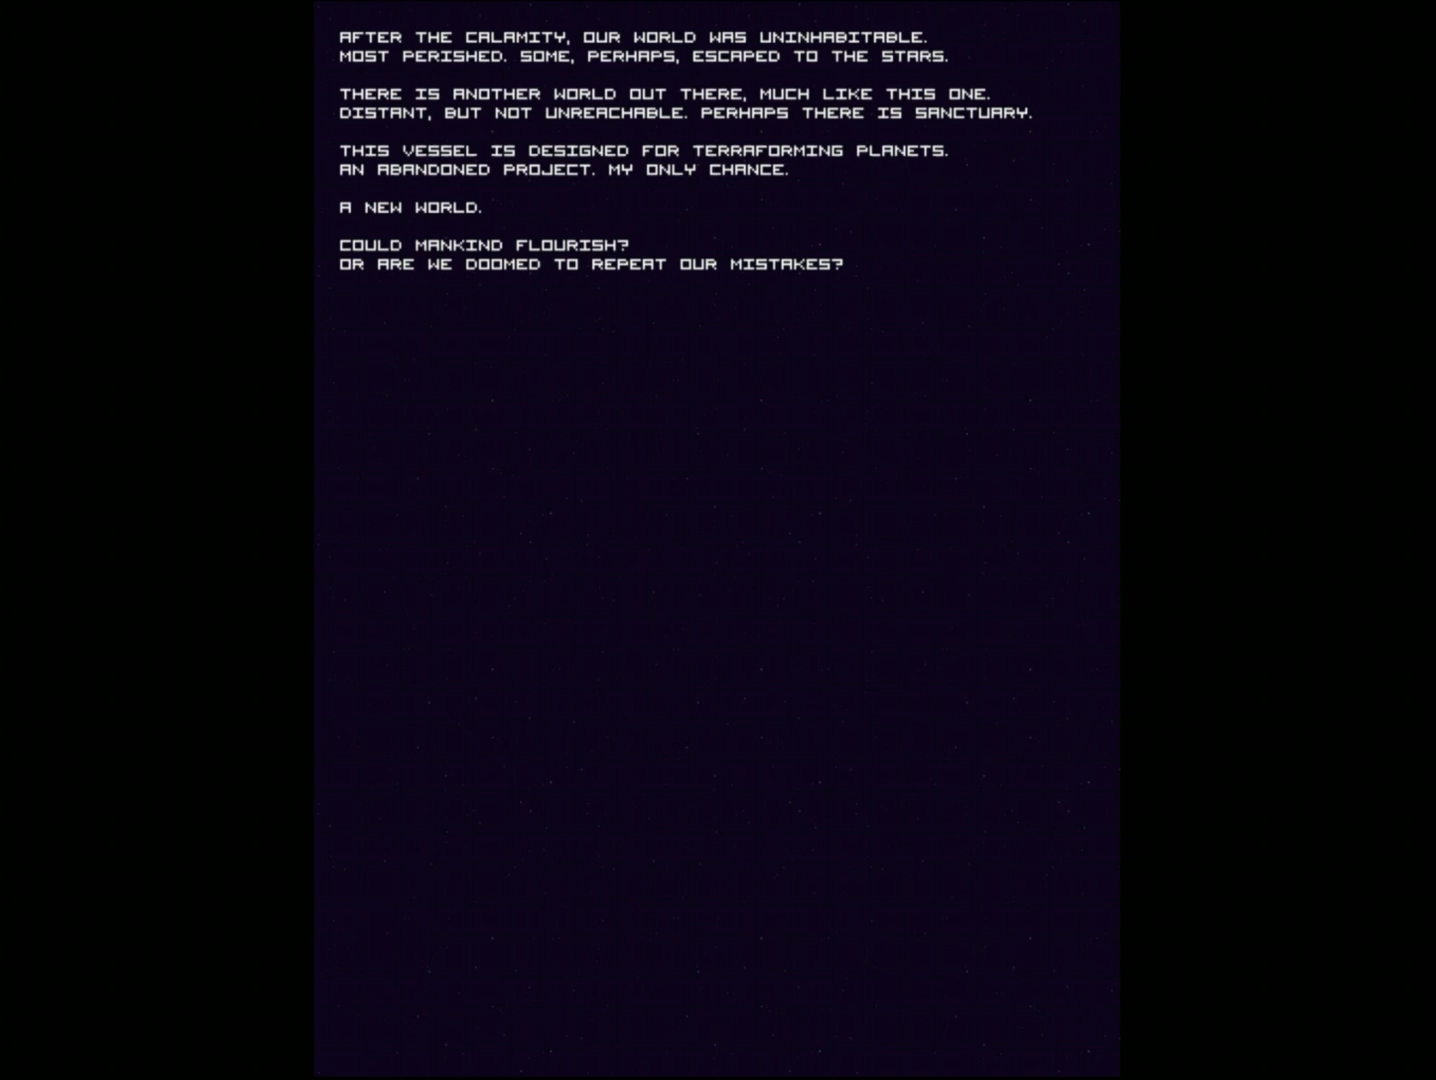 AFTER THE CALAMITY, OUR WORLD WAS UNINHABITABLE.
MOST PERISHED. SOME, PERHAPS, ESCAPED TO THE STARS.
THERE IS ANOTHER WORLD OUT THERE, MUCH LIKE THIS ONE.
DISTANT, BUT NOT UNREACHABLE. PERHAPS THERE IS SANCTUARY.
THIS VESSEL IS DESIGNED FOR TERRAFORMING PLANETS.
AN ABANDONED PROJECT. MY ONLY CHANCE.
A NEW WORLD.
COULD MANKIND FLOURISH?
OR ARE WE DOOMED TO REPEAT OUR MISTAKES?